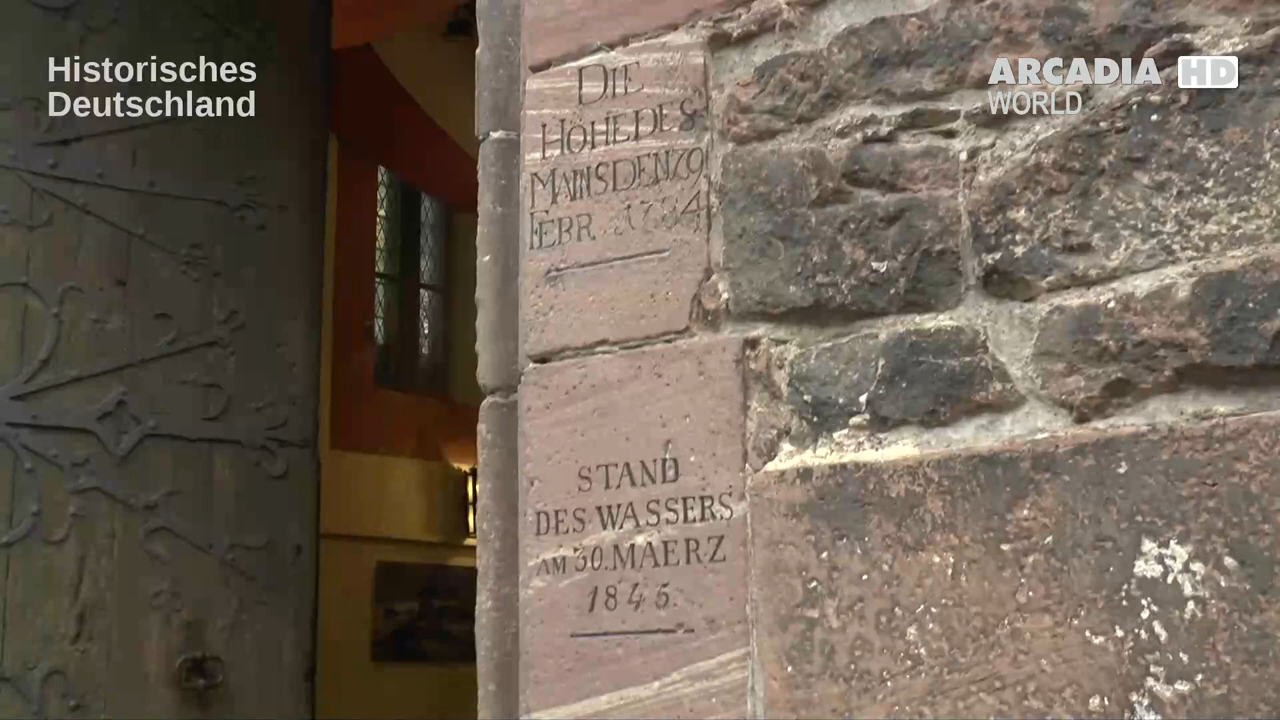 Historisches
Deutschland
ARCADIA HD
WORLD
DIE
HÖHE DES
MAINS DEN 29
FEBR. 1784
STAND
DES WASSERS
AM 30. MAERZ
1845.